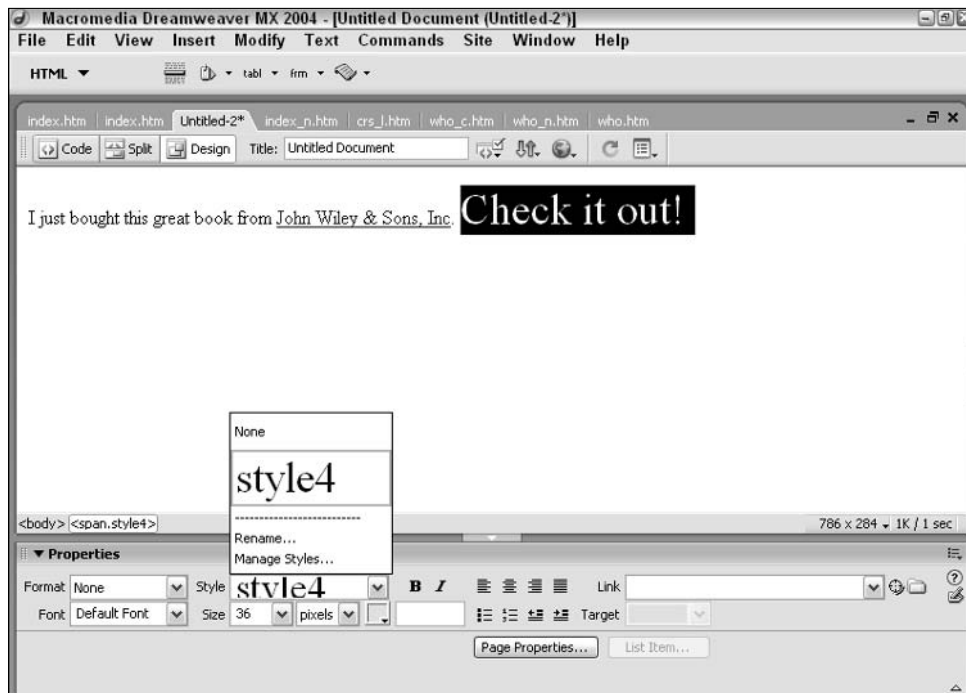 Macromedia Dreamweaver MX 2004 - [Untitled Document (Untitled-2*)]
File Edit View Insert Modify Text Commands Site Window Help
HTML tabl frm
index.htm index.htm Untitled-2* index_n.htm crs_l.htm who_c.htm who_n.htm who.htm
Code Split Design Title: Untitled Document
I just bought this great book from John Wiley & Sons, Inc. Check it out!
None
style4
---------------------------
Rename...
Manage Styles...
<body> <span.style4> 786 x 284 1K / 1 sec
Properties
Format None Style style4 B I Link
Font Default Font Size 36 pixels Target
Page Properties... List Item...